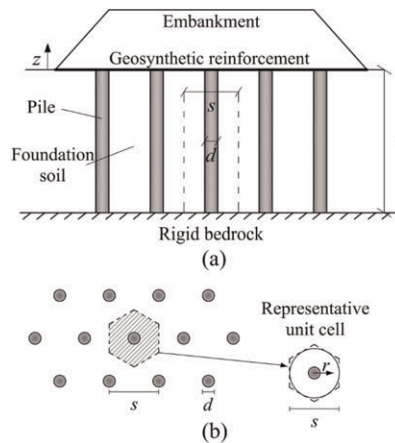 Embankment
Geosynthetic reinforcement
z
s
Pile
d
Foundation
soil
Rigid bedrock
(a)
Representative
unit cell
r
s
d
s
(b)